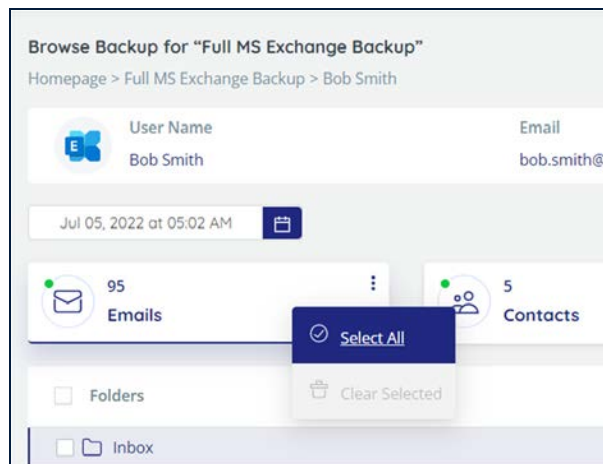 Browse Backup for “Full MS Exchange Backup”
Homepage > Full MS Exchange Backup > Bob Smith
User Name
Email
E
Bob Smith
bob.smith@
Jul 05, 2022 at 05:02 AM
95
5
Emails
Contacts
Select All
Folders
Clear Selected
Inbox